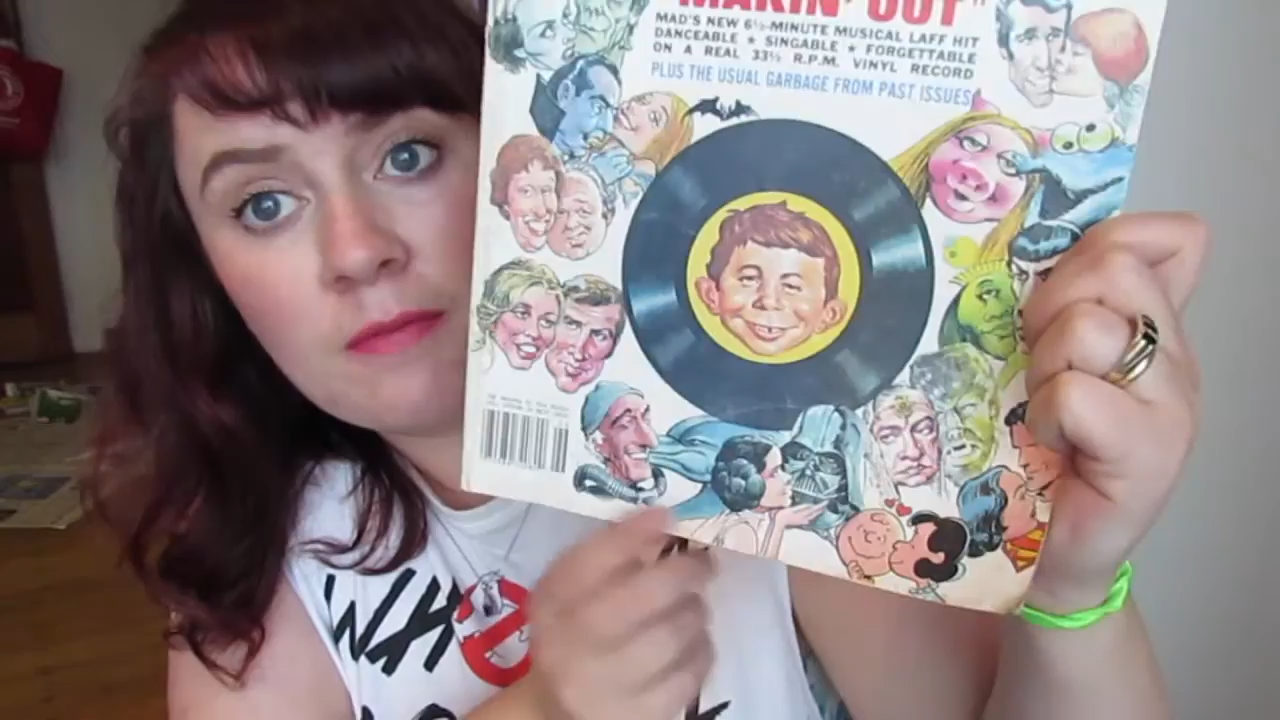 "MAKIN' OUT"
MAD'S NEW 6½-MINUTE MUSICAL LAFF HIT
DANCEABLE ★ SINGABLE ★ FORGETTABLE
ON A REAL 33⅓ R.P.M. VINYL RECORD
PLUS THE USUAL GARBAGE FROM PAST ISSUES
WH